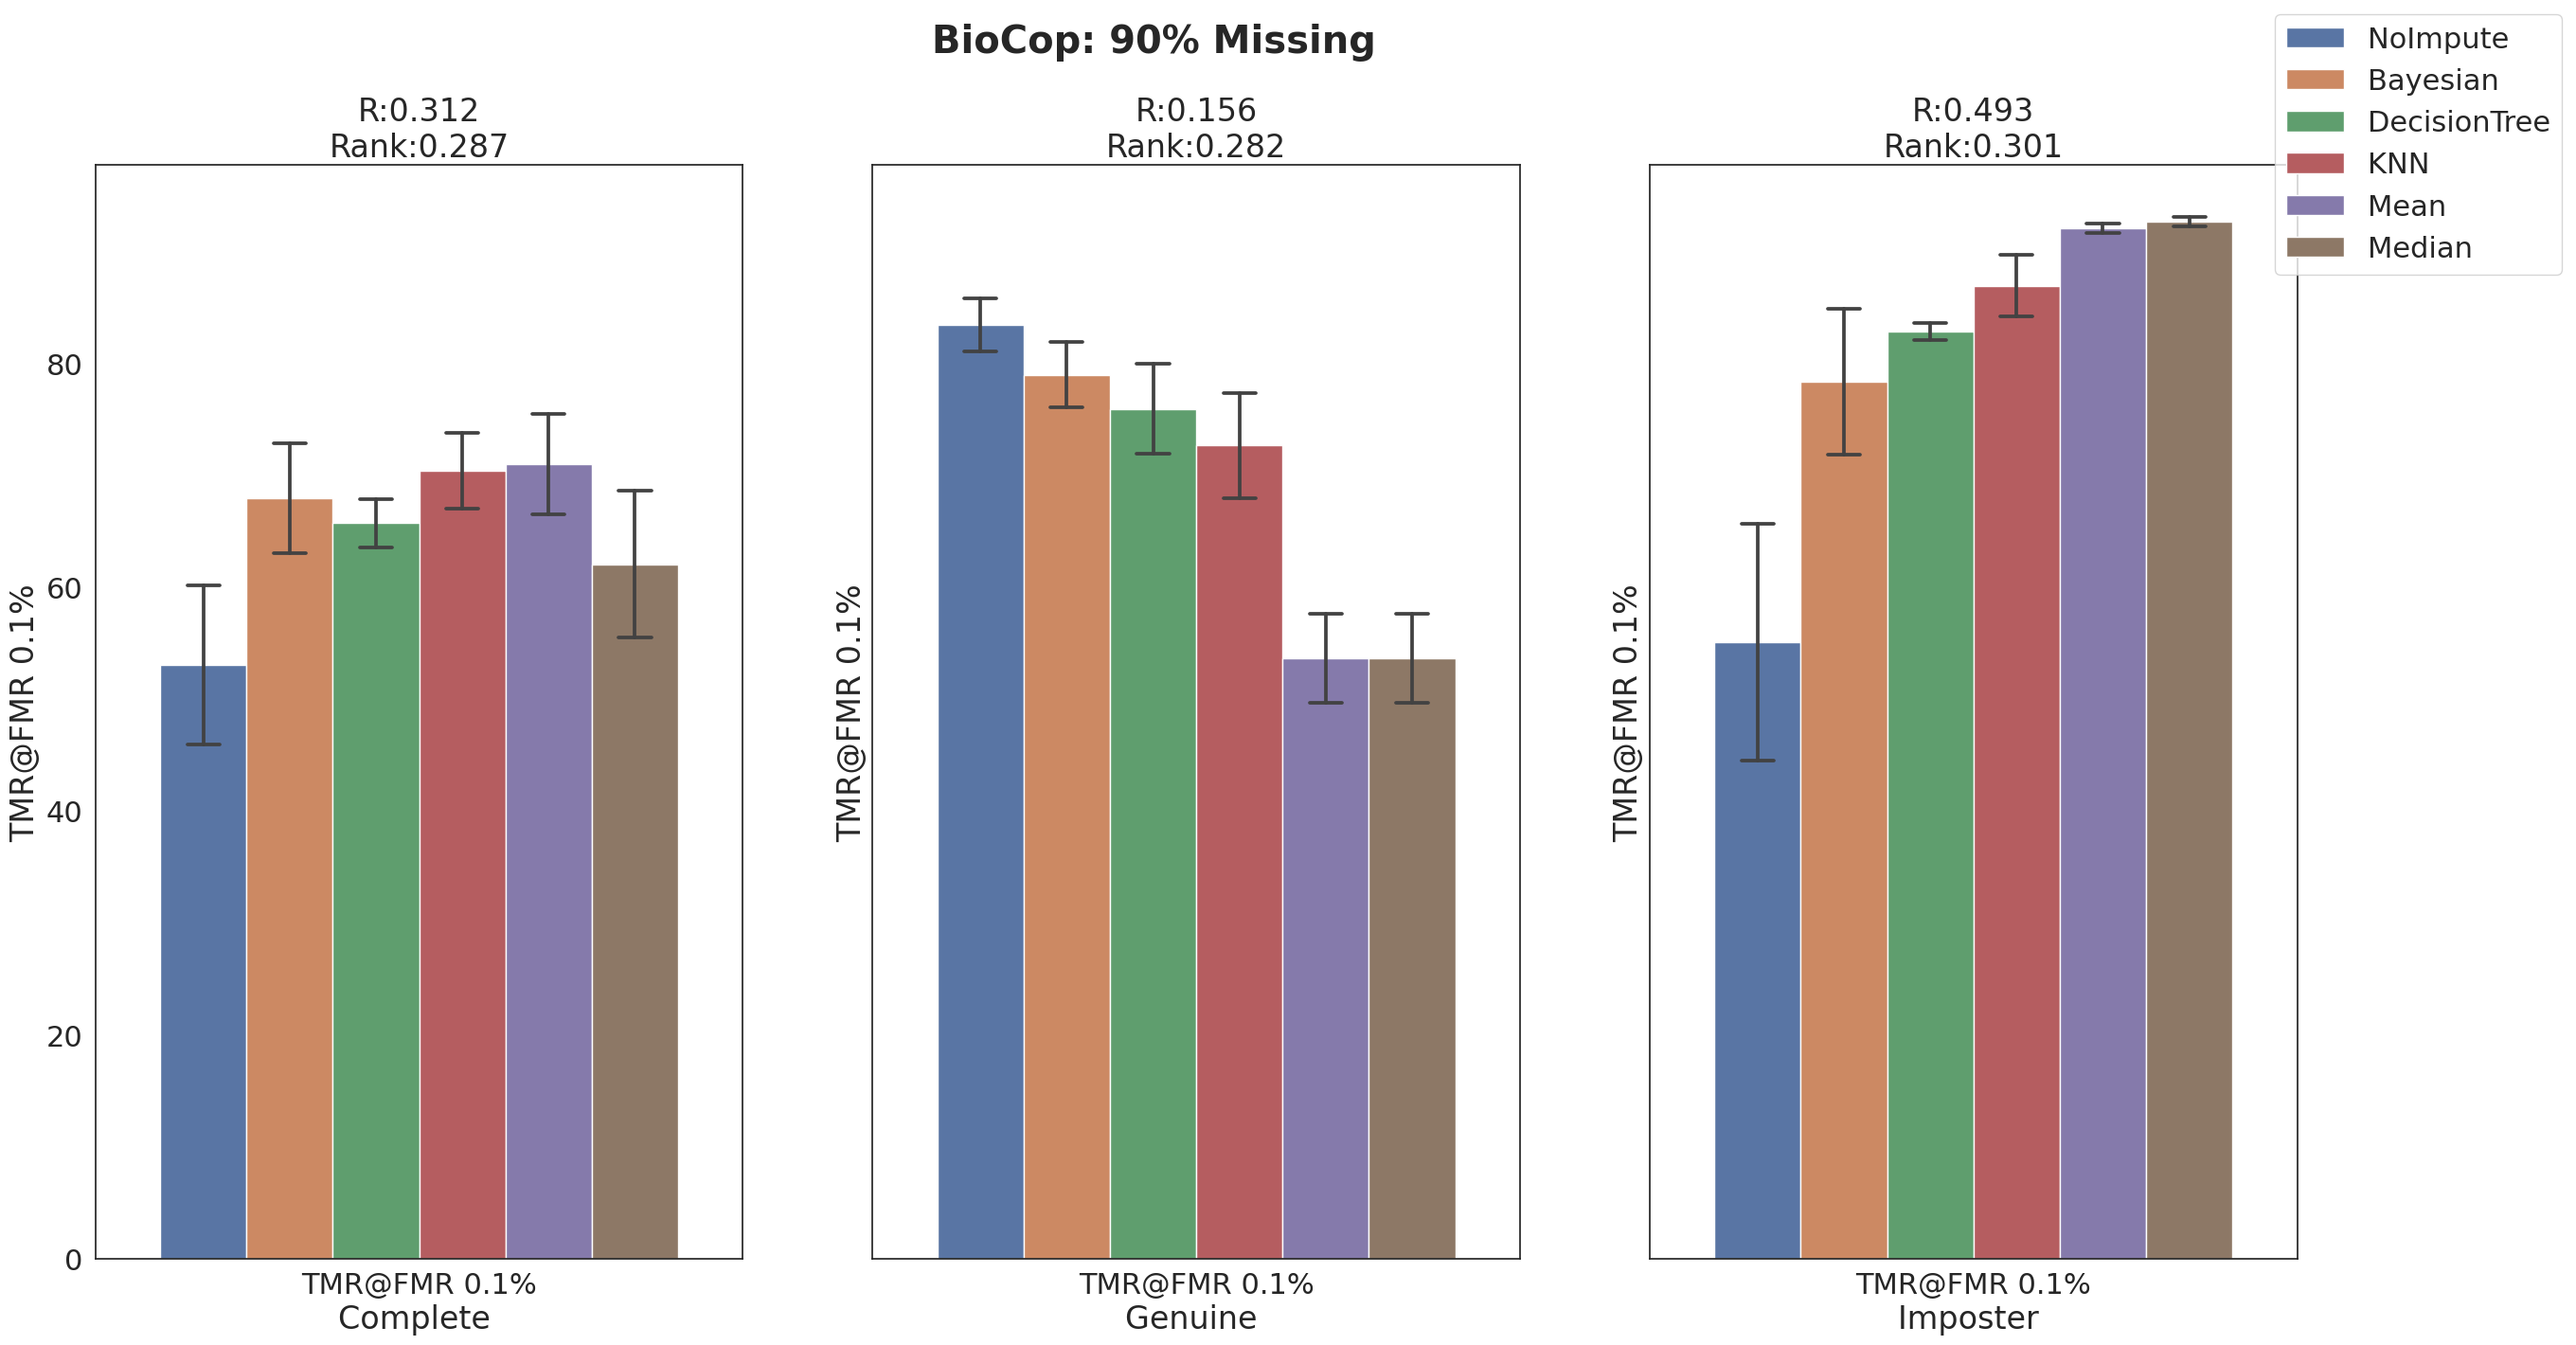 BioCop: 90% Missing
NoImpute
Bayesian
DecisionTree
KNN
Mean
Median
R:0.312
Rank:0.287
R:0.156
Rank:0.282
R:0.493
Rank:0.301
TMR@FMR 0.1%
80
60
40
20
0
TMR@FMR 0.1%
Complete
TMR@FMR 0.1%
TMR@FMR 0.1%
Genuine
TMR@FMR 0.1%
TMR@FMR 0.1%
Imposter